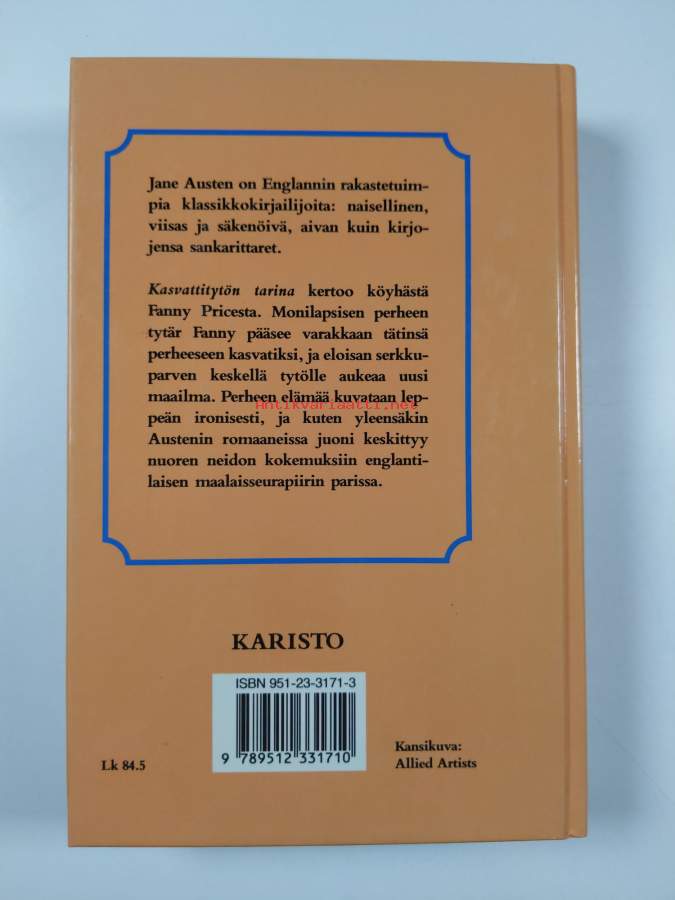 Jane Austen on Englannin rakastetuim-
pia klassikkokirjailijoita: naisellinen,
viisas ja säkenöivä, aivan kuin kirjo-
jensa sankarittaret.
Kasvattitytön tarina kertoo köyhästä
Fanny Pricesta. Monilapsisen perheen
tytär Fanny pääsee varakkaan tätinsä
perheeseen kasvatiksi, ja eloisan serkku-
parven keskellä tytölle aukeaa uusi
maailma. Perheen elämää kuvataan lep-
Antikvariaatti.net
peän ironisesti, ja kuten yleensäkin
Austenin romaaneissa juoni keskittyy
nuoren neidon kokemuksiin englanti-
laisen maalaisseurapiirin parissa.
KARISTO
ISBN 951-23-3171-3
9 789512 331710
Lk 84.5
Kansikuva:
Allied Artists